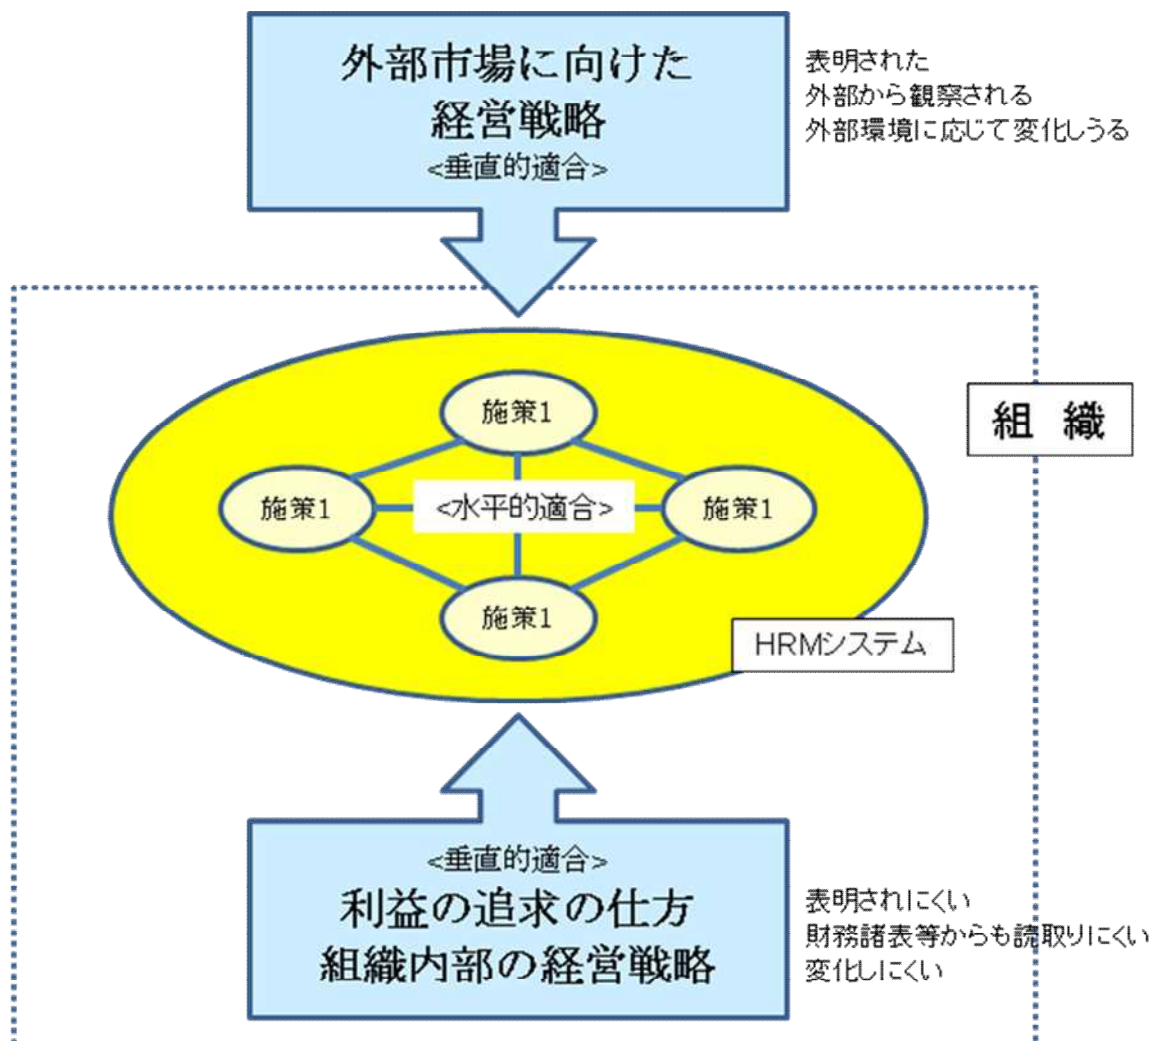 外部市場に向けた
経営戦略
<垂直的適合>
表明された
外部から観察される
外部環境に応じて変化しうる
組 織
施策1
施策1
<水平的適合>
施策1
施策1
HRMシステム
<垂直的適合>
利益の追求の仕方
組織内部の経営戦略
表明されにくい
財務諸表等からも読取りにくい
変化しにくい